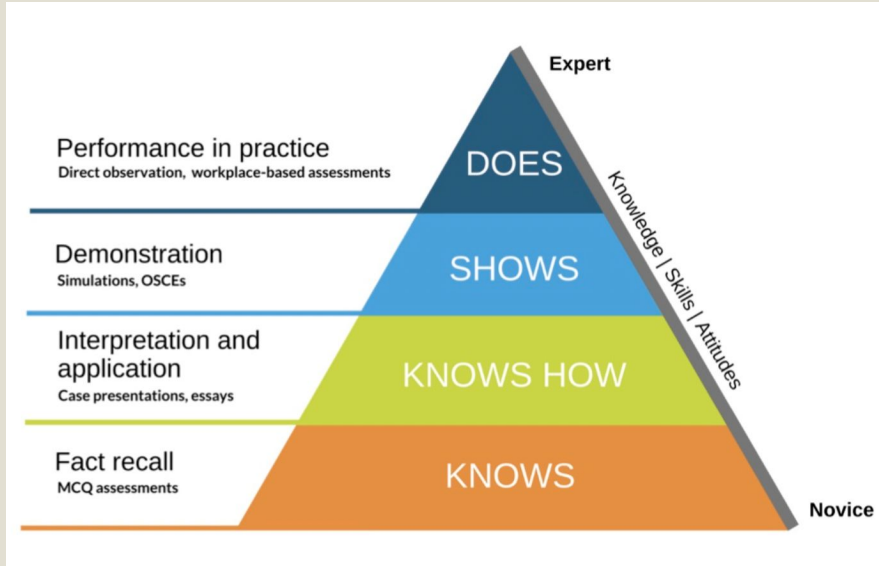 Expert
Performance in practice
Direct observation, workplace-based assessments
DOES
Knowledge | Skills | Attitudes
Demonstration
Simulations, OSCEs
SHOWS
Interpretation and
application
Case presentations, essays
KNOWS HOW
Fact recall
MCQ assessments
KNOWS
Novice